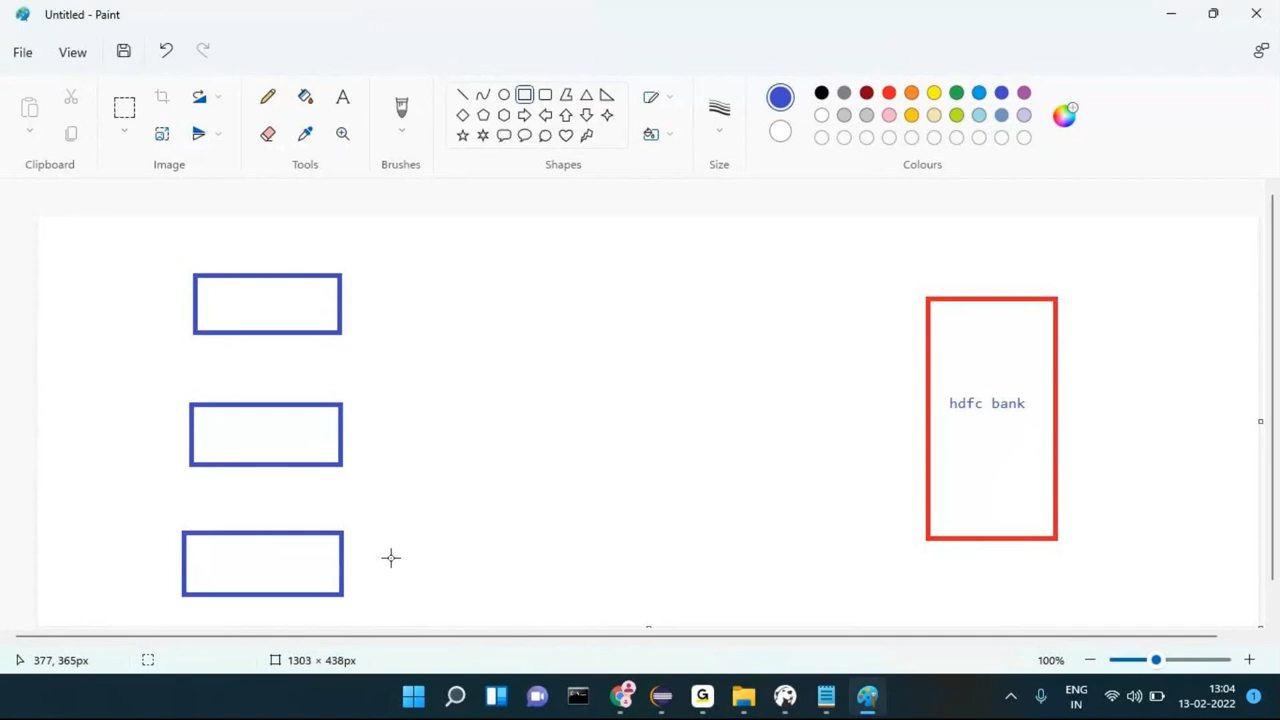 Untitled - Paint
File View
Clipboard
Image
Tools
Brushes
Shapes
Size
Colours
hdfc bank
377, 365px
1303 × 438px
100%
ENG
IN
13:04
13-02-2022
1